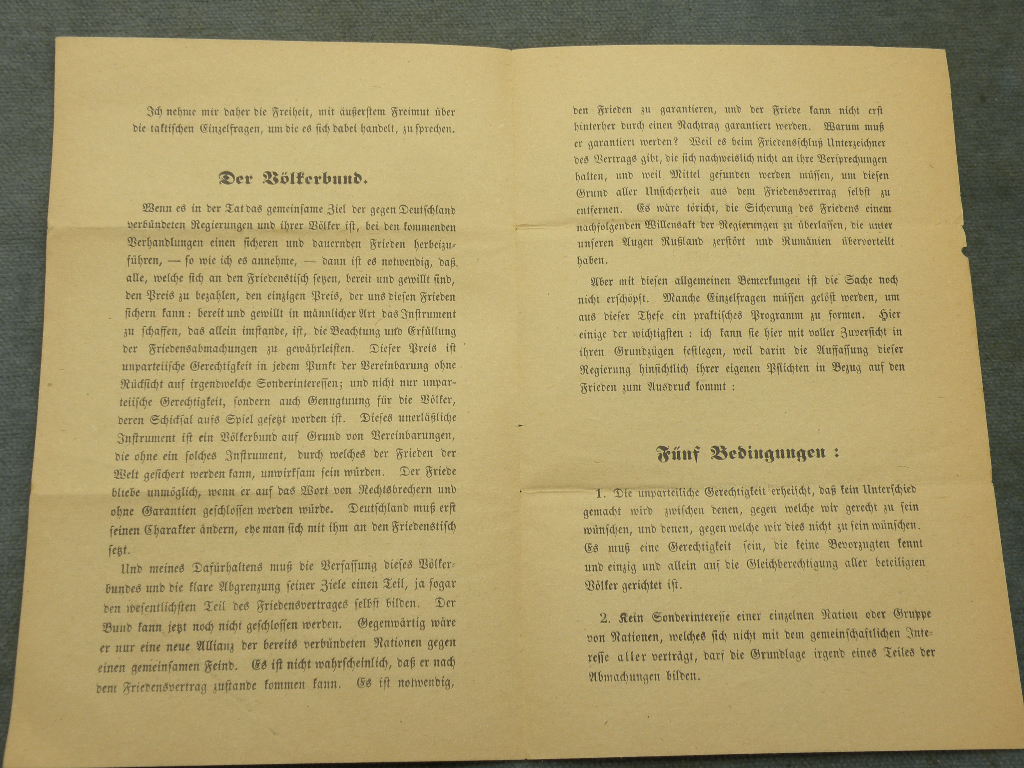 Ich nehme mir daher die Freiheit, mit äußerstem Freimut über
die taktischen Einzelfragen, um die es sich dabei handelt, zu sprechen.
Der Völkerbund.
Wenn es in der Tat das gemeinsame Ziel der gegen Deutschland
verbündeten Regierungen und ihrer Völker ist, bei den kommenden
Verhandlungen einen sicheren und dauernden Frieden herbeizu-
führen, — so wie ich es annehme, — dann ist es notwendig, daß
alle, welche sich an den Friedenstisch setzen, bereit und gewillt sind,
den Preis zu bezahlen, den einzigen Preis, der uns diesen Frieden
sichern kann: bereit und gewillt in männlicher Art das Instrument
zu schaffen, das allein imstande, ist, die Beachtung und Erfüllung
der Friedensabmachungen zu gewährleisten. Dieser Preis ist
unparteiische Gerechtigkeit in jedem Punkt der Vereinbarung ohne
Rücksicht auf irgendwelche Sonderinteressen; und nicht nur unpar-
teiische Gerechtigkeit, sondern auch Genugtuung für die Völker,
deren Schicksal aufs Spiel gesetzt worden ist. Dieses unerläßliche
Instrument ist ein Völkerbund auf Grund von Vereinbarungen,
die ohne ein solches Instrument, durch welches der Frieden der
Welt gesichert werden kann, unwirksam sein würden. Der Friede
bliebe unmöglich, wenn er auf das Wort von Rechtsbrechern und
ohne Garantien geschlossen werden würde. Deutschland muß erst
seinen Charakter ändern, ehe man sich mit ihm an den Friedenstisch
setzt.
Und meines Dafürhaltens muß die Verfassung dieses Völker-
bundes und die klare Abgrenzung seiner Ziele einen Teil, ja sogar
den wesentlichsten Teil des Friedensvertrages selbst bilden. Der
Bund kann jetzt noch nicht geschlossen werden. Gegenwärtig wäre
er nur eine neue Allianz der bereits verbündeten Nationen gegen
einen gemeinsamen Feind. Es ist nicht wahrscheinlich, daß er nach
dem Friedensvertrag zustande kommen kann. Es ist notwendig,
den Frieden zu garantieren, und der Friede kann nicht erst
hinterher durch einen Nachtrag garantiert werden. Warum muß
er garantiert werden? Weil es beim Friedensschluß Unterzeichner
des Vertrags gibt, die sich nachweislich nicht an ihre Versprechungen
halten, und weil Mittel gefunden werden müssen, um diesen
Grund aller Unsicherheit aus dem Friedensvertrag selbst zu
entfernen. Es wäre töricht, die Sicherung des Friedens einem
nachfolgenden Willensakt der Regierungen zu überlassen, die unter
unseren Augen Rußland zerstört und Rumänien übervorteilt
haben.
Aber mit diesen allgemeinen Bemerkungen ist die Sache noch
nicht erschöpft. Manche Einzelfragen müssen gelöst werden, um
aus dieser These ein praktisches Programm zu formen. Hier
einige der wichtigsten: ich kann sie hier mit voller Zuversicht in
ihren Grundzügen festlegen, weil darin die Auffassung dieser
Regierung hinsichtlich ihrer eigenen Pflichten in Bezug auf den
Frieden zum Ausdruck kommt:
Fünf Bedingungen:
1. Die unparteiliche Gerechtigkeit erheischt, daß kein Unterschied
gemacht wird zwischen denen, gegen welche wir gerecht zu sein
wünschen, und denen, gegen welche wir dies nicht zu sein wünschen.
Es muß eine Gerechtigkeit sein, die keine Bevorzugten kennt
und einzig und allein auf die Gleichberechtigung aller beteiligten
Völker gerichtet ist.
2. Kein Sonderinteresse einer einzelnen Nation oder Gruppe
von Nationen, welches sich nicht mit dem gemeinschaftlichen Inte-
resse aller verträgt, darf die Grundlage irgend eines Teiles der
Abmachungen bilden.